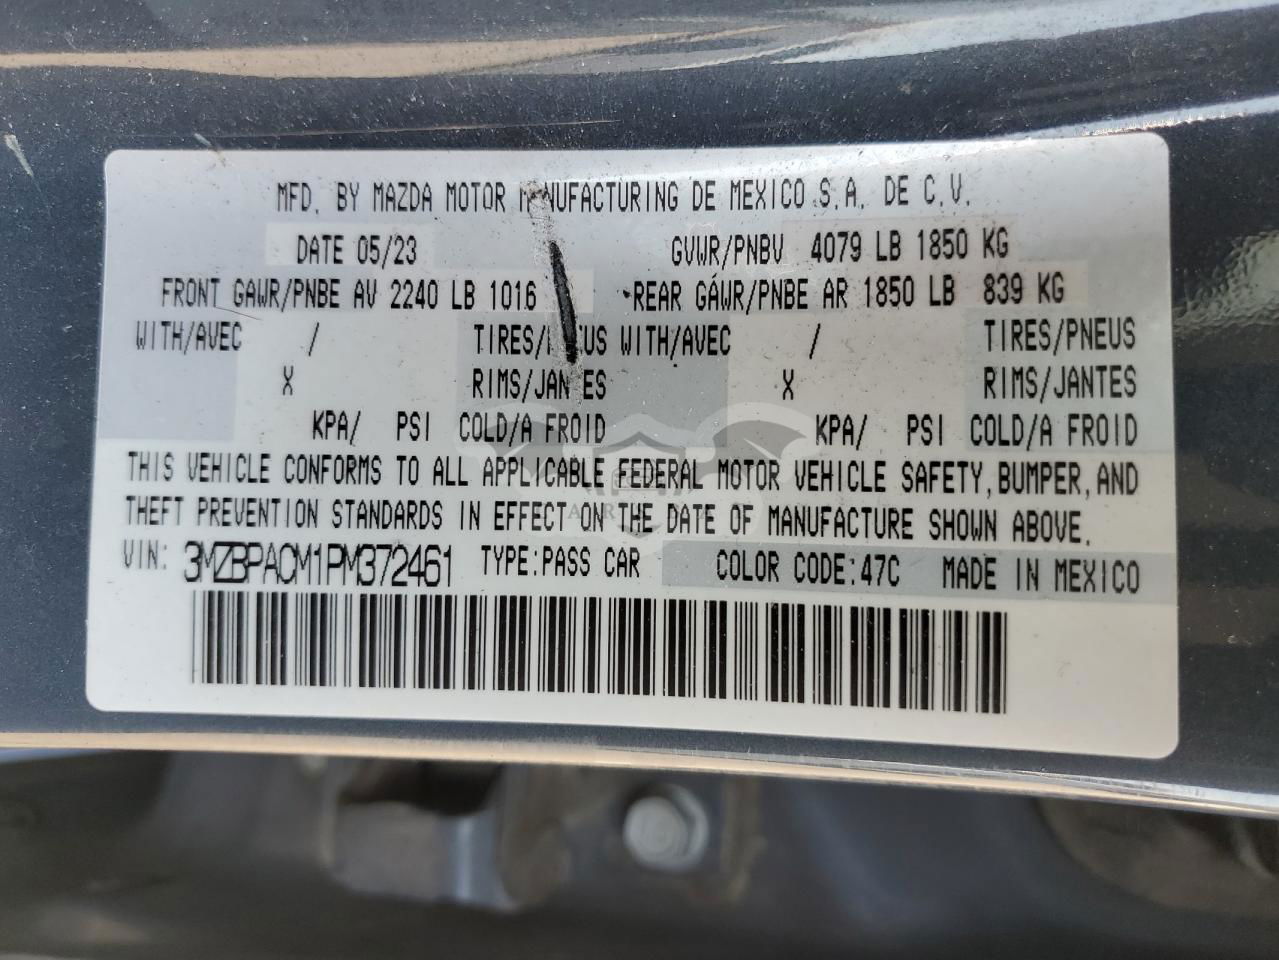 MFD. BY MAZDA MOTOR MANUFACTURING DE MEXICO S.A. DE C.V.
DATE 05/23 GVWR/PNBV 4079 LB 1850 KG
FRONT GAWR/PNBE AV 2240 LB 1016 REAR GAWR/PNBE AR 1850 LB 839 KG
WITH/AVEC / TIRES/PNEUS WITH/AVEC / TIRES/PNEUS
X RIMS/JANTES X RIMS/JANTES
KPA/ PSI COLD/A FROID KPA/ PSI COLD/A FROID
THIS VEHICLE CONFORMS TO ALL APPLICABLE FEDERAL MOTOR VEHICLE SAFETY, BUMPER, AND
THEFT PREVENTION STANDARDS IN EFFECT ON THE DATE OF MANUFACTURE SHOWN ABOVE.
VIN: 3MZBPACM1PM372461 TYPE:PASS CAR COLOR CODE:47C MADE IN MEXICO